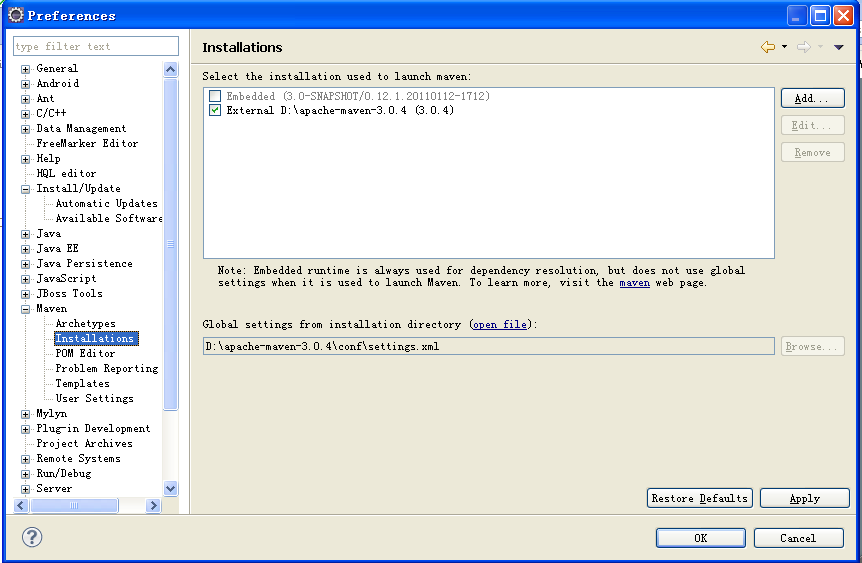 Preferences
type filter text
General
Android
Ant
C/C++
Data Management
FreeMarker Editor
Help
HQL editor
Install/Update
Automatic Updates
Available Software
Java
Java EE
Java Persistence
JavaScript
JBoss Tools
Maven
Archetypes
Installations
POM Editor
Problem Reporting
Templates
User Settings
Mylyn
Plug-in Development
Project Archives
Remote Systems
Run/Debug
Server
Installations
Select the installation used to launch maven:
Embedded (3.0-SNAPSHOT/0.12.1.20110112-1712)
External D:\apache-maven-3.0.4 (3.0.4)
Add...
Edit...
Remove
Note: Embedded runtime is always used for dependency resolution, but does not use global
settings when it is used to launch Maven. To learn more, visit the maven web page.
Global settings from installation directory (open file):
D:\apache-maven-3.0.4\conf\settings.xml
Browse...
Restore Defaults
Apply
?
OK
Cancel